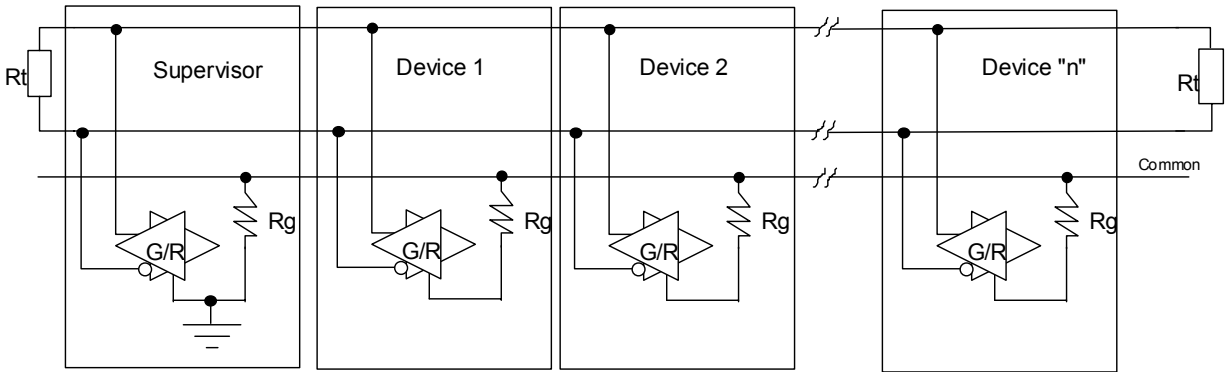 Supervisor
Device 1
Device 2
Device "n"
Rt
Rt
Common
Rg
Rg
Rg
Rg
G/R
G/R
G/R
G/R